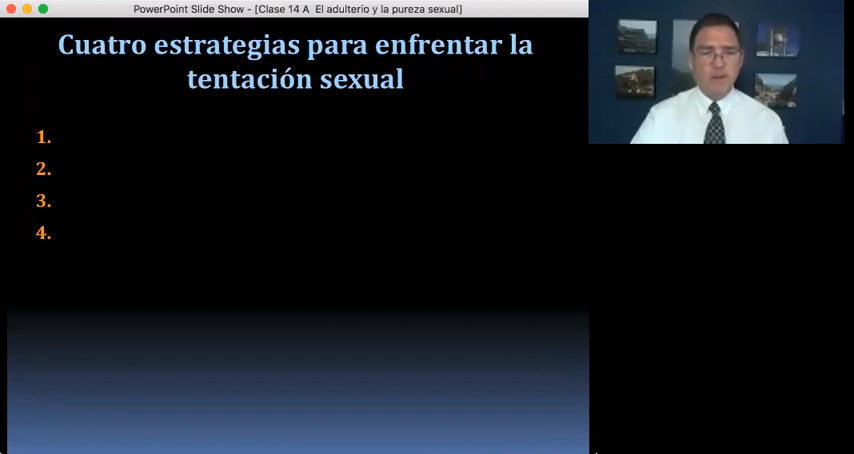 PowerPoint Slide Show - [Clase 14 A  El adulterio y la pureza sexual]
Cuatro estrategias para enfrentar la
tentación sexual
1.
2.
3.
4.